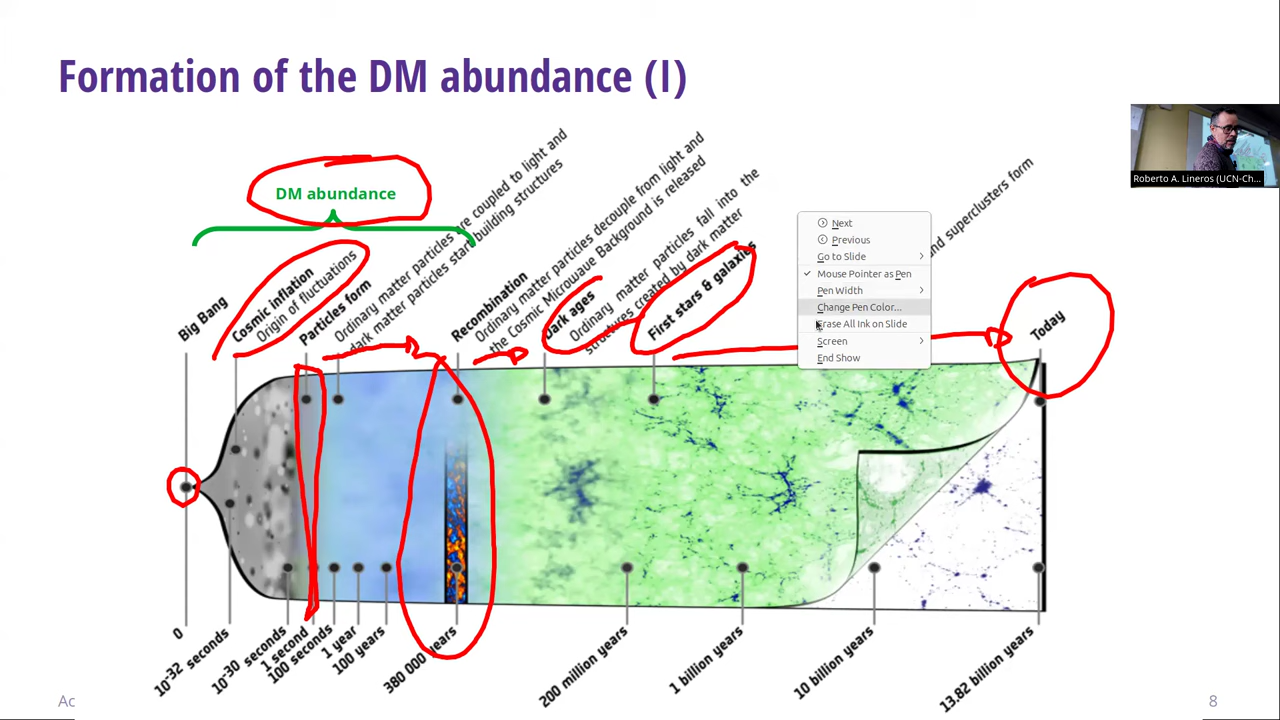 Formation of the DM abundance (I)
Roberto A. Lineros (UCN-Ch...
DM abundance
Big Bang
Cosmic inflation
Origin of fluctuations
Particles form
Ordinary matter particles are coupled to light and
dark matter particles start building structures
Recombination
Ordinary matter particles decouple from light and
the Cosmic Microwave Background is released
Dark ages
Ordinary matter particles fall into the
structures created by dark matter
First stars & galaxies
and superclusters form
Today
Next
Previous
Go to Slide
Mouse Pointer as Pen
Pen Width
Change Pen Color...
Erase All Ink on Slide
Screen
End Show
0
10-32 seconds
10-30 seconds
1 second
100 seconds
1 year
100 years
380 000 years
200 million years
1 billion years
10 billion years
13.82 billion years
Ac
8